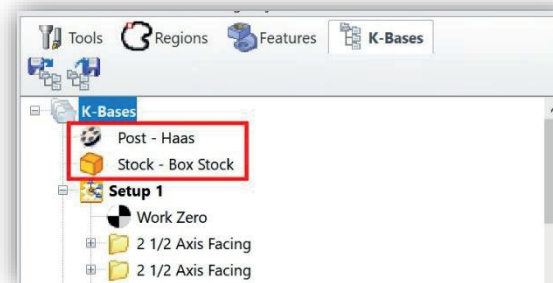 Tools Regions Features K-Bases
K-Bases
Post - Haas
Stock - Box Stock
Setup 1
Work Zero
2 1/2 Axis Facing
2 1/2 Axis Facing